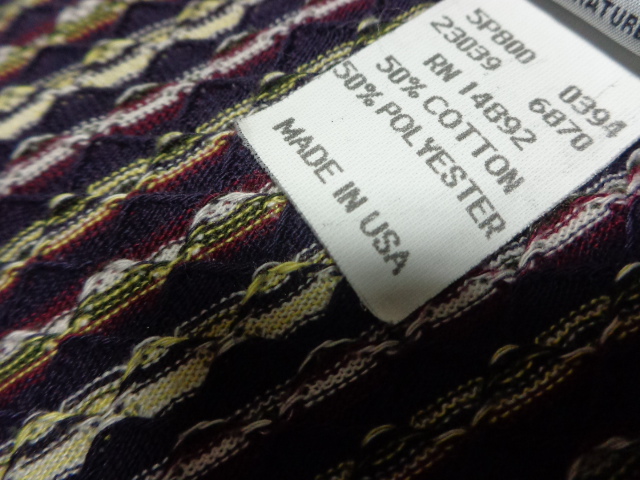 5P800 0394
23039 6870
RN 14892
50% COTTON
50% POLYESTER
MADE IN USA